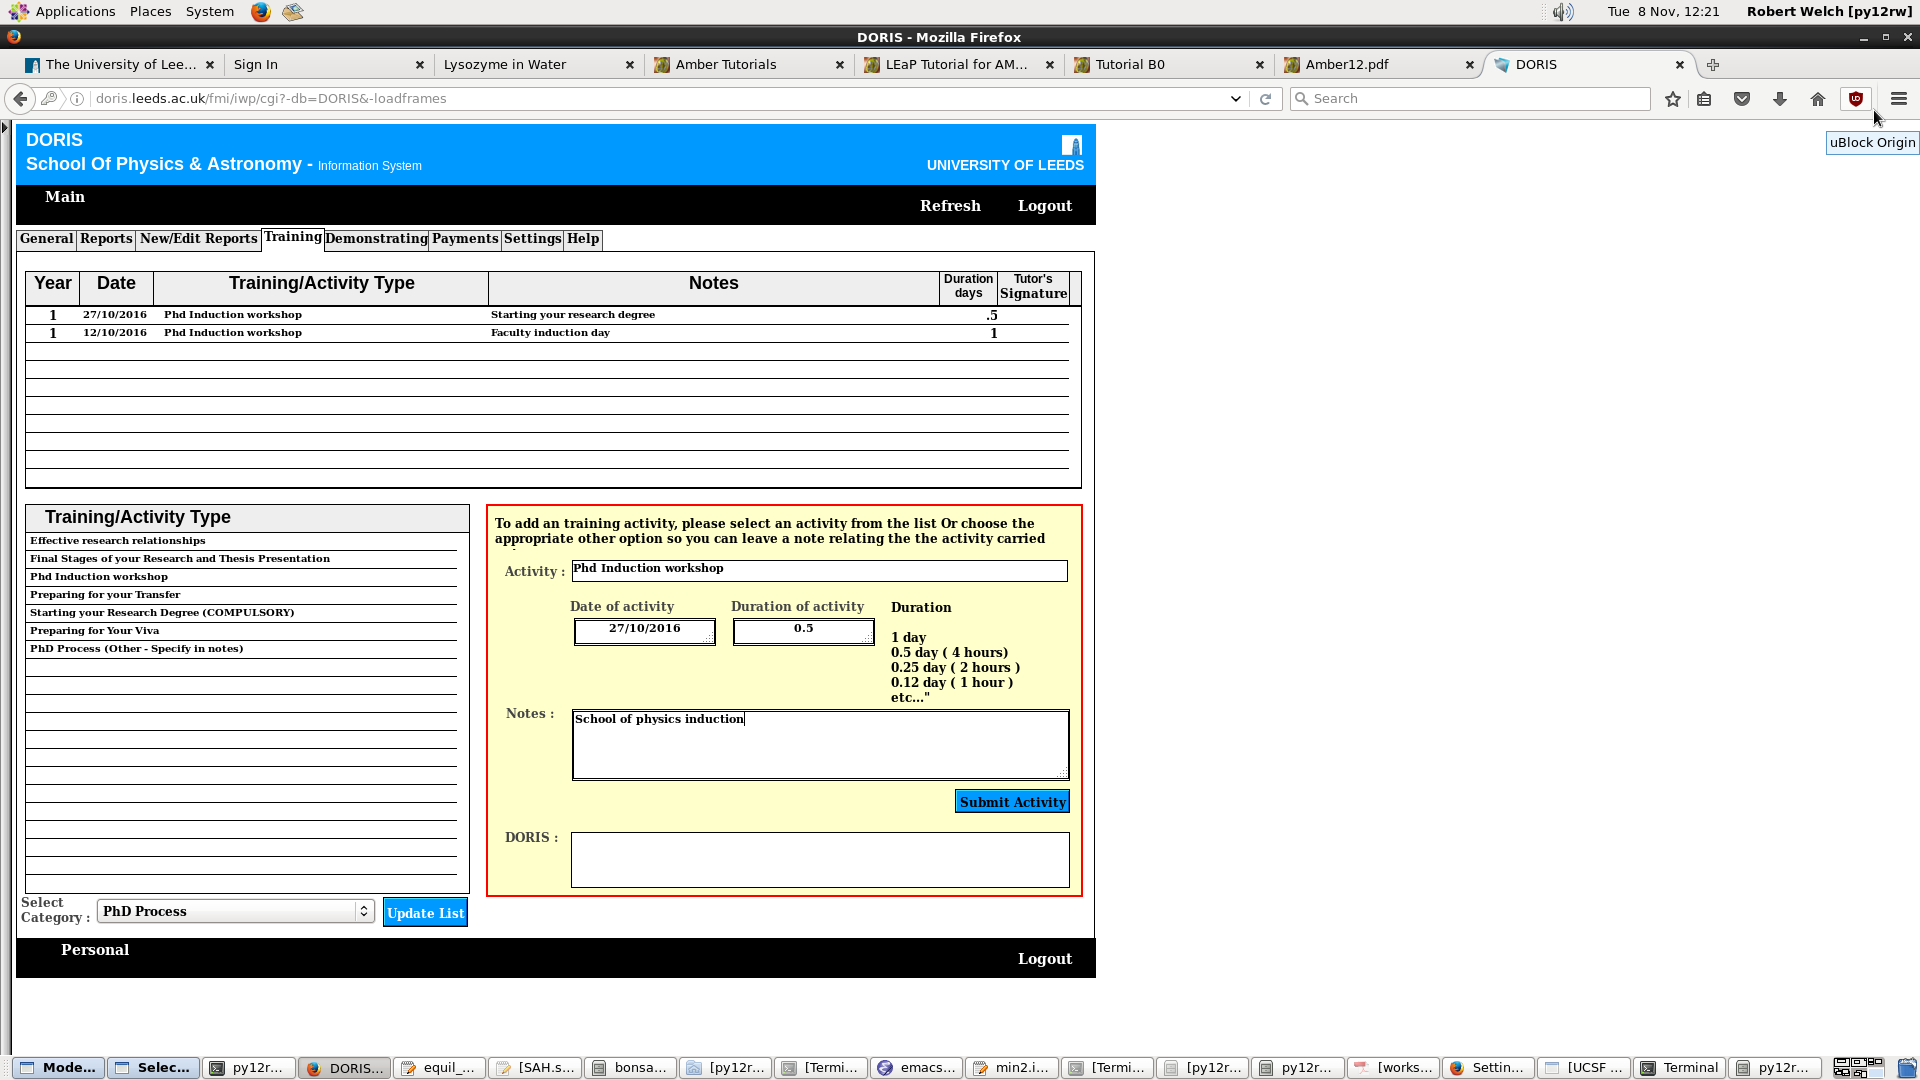 Applications Places System Tue 8 Nov, 12:21 Robert Welch [py12rw]
DORIS - Mozilla Firefox
The University of Lee... Sign In Lysozyme in Water Amber Tutorials LEaP Tutorial for AM... Tutorial B0 Amber12.pdf DORIS
doris.leeds.ac.uk/fmi/iwp/cgi?-db=DORIS&-loadframes Search
uBlock Origin
DORIS
School Of Physics & Astronomy - Information System UNIVERSITY OF LEEDS
Main Refresh Logout
General Reports New/Edit Reports Training Demonstrating Payments Settings Help
Year Date Training/Activity Type Notes Duration days Tutor's Signature
1 27/10/2016 Phd Induction workshop Starting your research degree .5
1 12/10/2016 Phd Induction workshop Faculty induction day 1
Training/Activity Type
Effective research relationships
Final Stages of your Research and Thesis Presentation
Phd Induction workshop
Preparing for your Transfer
Starting your Research Degree (COMPULSORY)
Preparing for Your Viva
PhD Process (Other - Specify in notes)
Select
Category : PhD Process Update List
To add an training activity, please select an activity from the list Or choose the
appropriate other option so you can leave a note relating the the activity carried
Activity : Phd Induction workshop
Date of activity Duration of activity Duration
27/10/2016 0.5
1 day
0.5 day ( 4 hours)
0.25 day ( 2 hours )
0.12 day ( 1 hour )
etc..."
Notes : School of physics induction
Submit Activity
DORIS :
Personal Logout
Mode... Selec... py12r... DORIS... equil_... [SAH.s... bonsa... [py12r... [Termi... emacs... min2.i... [Termi... [py12r... py12r... [works... Settin... [UCSF ... Terminal py12r...